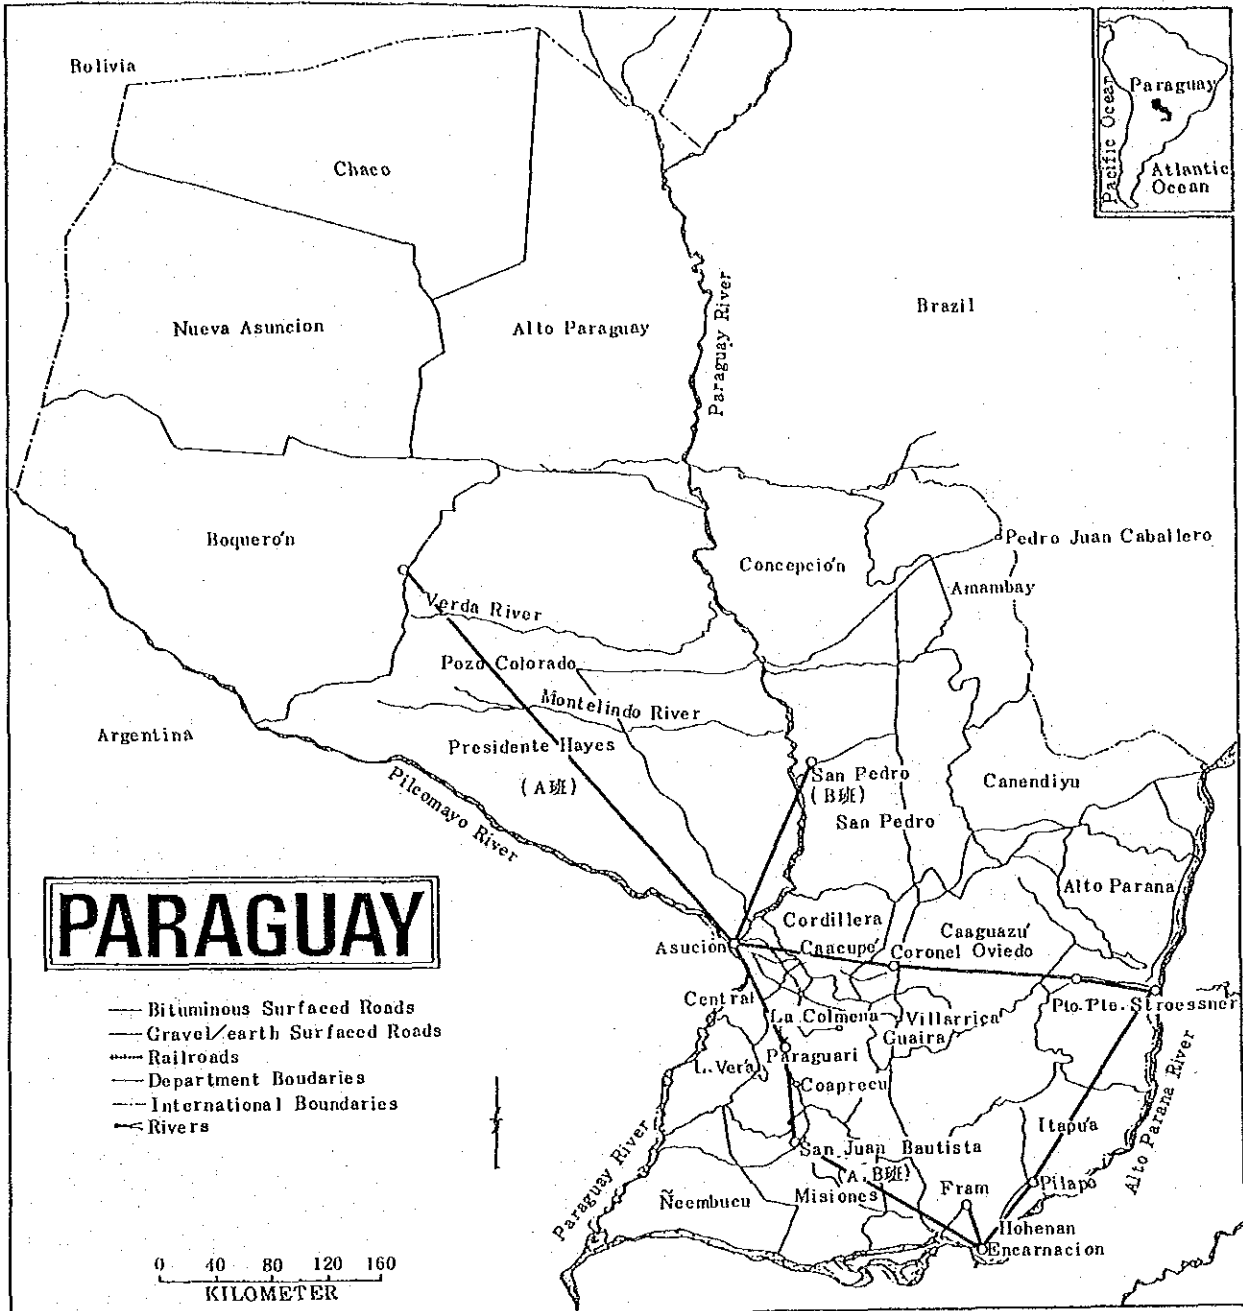 Bolivia
Chaco
Nueva Asuncion
Alto Paraguay
Paraguay River
Brazil
Pacific Ocean
Paraguay
Atlantic
Ocean
Boquero'n
Concepcio'n
Pedro Juan Caballero
Amambay
Verda River
Pozo Colorado
Montelindo River
Argentina
Presidente Hayes
(A班)
Pilcomayo River
San Pedro
(B班)
San Pedro
Canendiyu
Alto Parana
Cordillera
Caaguazu'
Asución
Caacupo'
Coronel Oviedo
Central
La Colmena
Villarrica
Guaira
Pto. Pte. Stroessner
Paraguari
L. Vera'
Coaprecu
Itapu'a
Alto Parana River
San Juan Bautista
(A.B班)
Misiones
Fram
Pilapo'
Ñeembucu
Hohenan
Encarnacion
Paraguay River
PARAGUAY
Bituminous Surfaced Roads
Gravel/earth Surfaced Roads
Railroads
Department Boudaries
International Boundaries
Rivers
0 40 80 120 160
KILOMETER